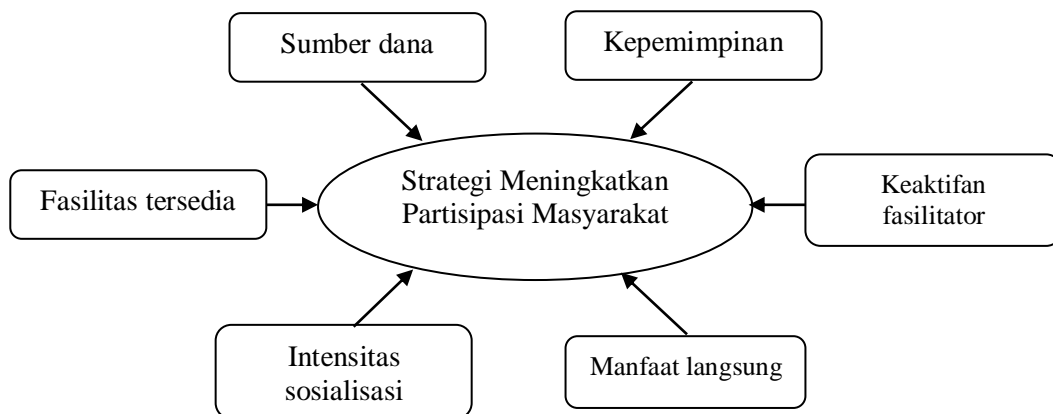 Sumber dana
Kepemimpinan
Fasilitas tersedia
Strategi Meningkatkan
Partisipasi Masyarakat
Keaktifan
fasilitator
Intensitas
sosialisasi
Manfaat langsung